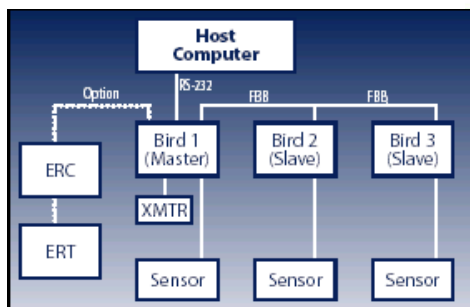 Host
Computer
RS-232
Option
FBB
FBB
Bird 1
(Master)
Bird 2
(Slave)
Bird 3
(Slave)
ERC
XMTR
ERT
Sensor
Sensor
Sensor